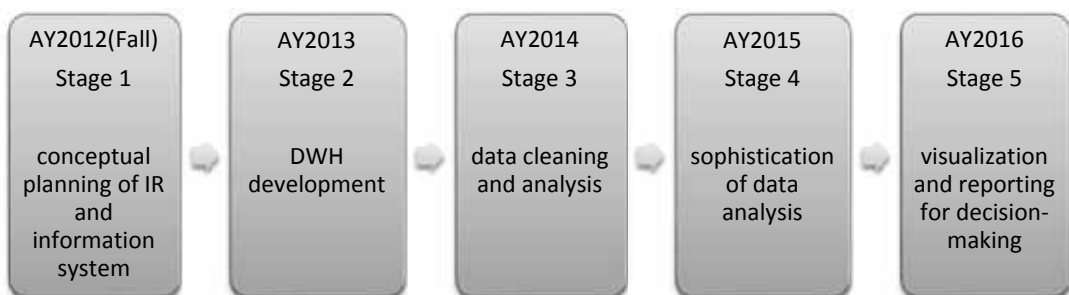 AY2012(Fall)
Stage 1
conceptual
planning of IR
and
information
system
AY2013
Stage 2
DWH
development
AY2014
Stage 3
data cleaning
and analysis
AY2015
Stage 4
sophistication
of data
analysis
AY2016
Stage 5
visualization
and reporting
for decision-
making